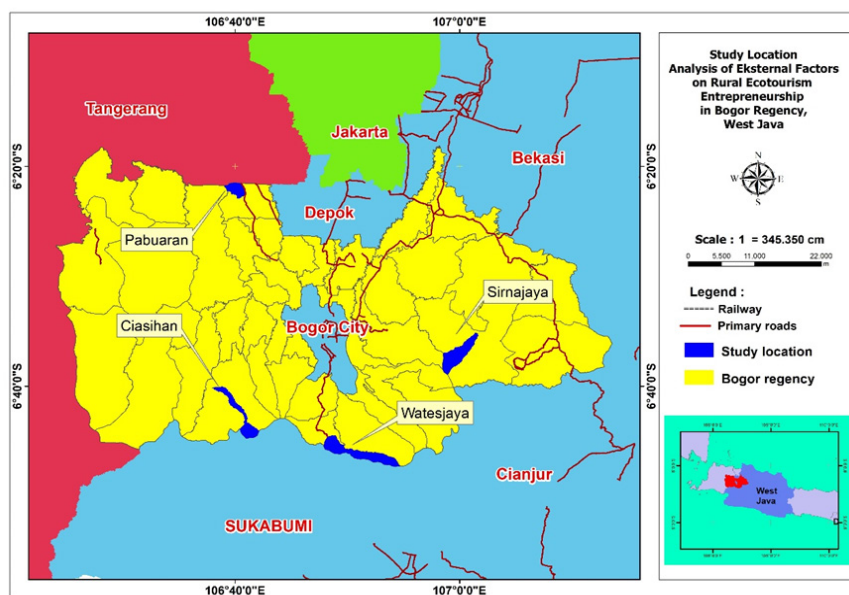 106°40'0"E
107°0'0"E
Tangerang
Jakarta
Bekasi
6°20'0"S
6°20'0"S
Depok
Pabuaran
Sirnajaya
Ciasihan
Bogor City
6°40'0"S
6°40'0"S
Watesjaya
Cianjur
SUKABUMI
106°40'0"E
107°0'0"E
Study Location
Analysis of Eksternal Factors
on Rural Ecotourism
Entrepreneurship
in Bogor Regency,
West Java
N
W E
S
Scale : 1 = 345.350 cm
0 5.500 11.000 22.000
m
Legend :
Railway
Primary roads
Study location
Bogor regency
West
Java